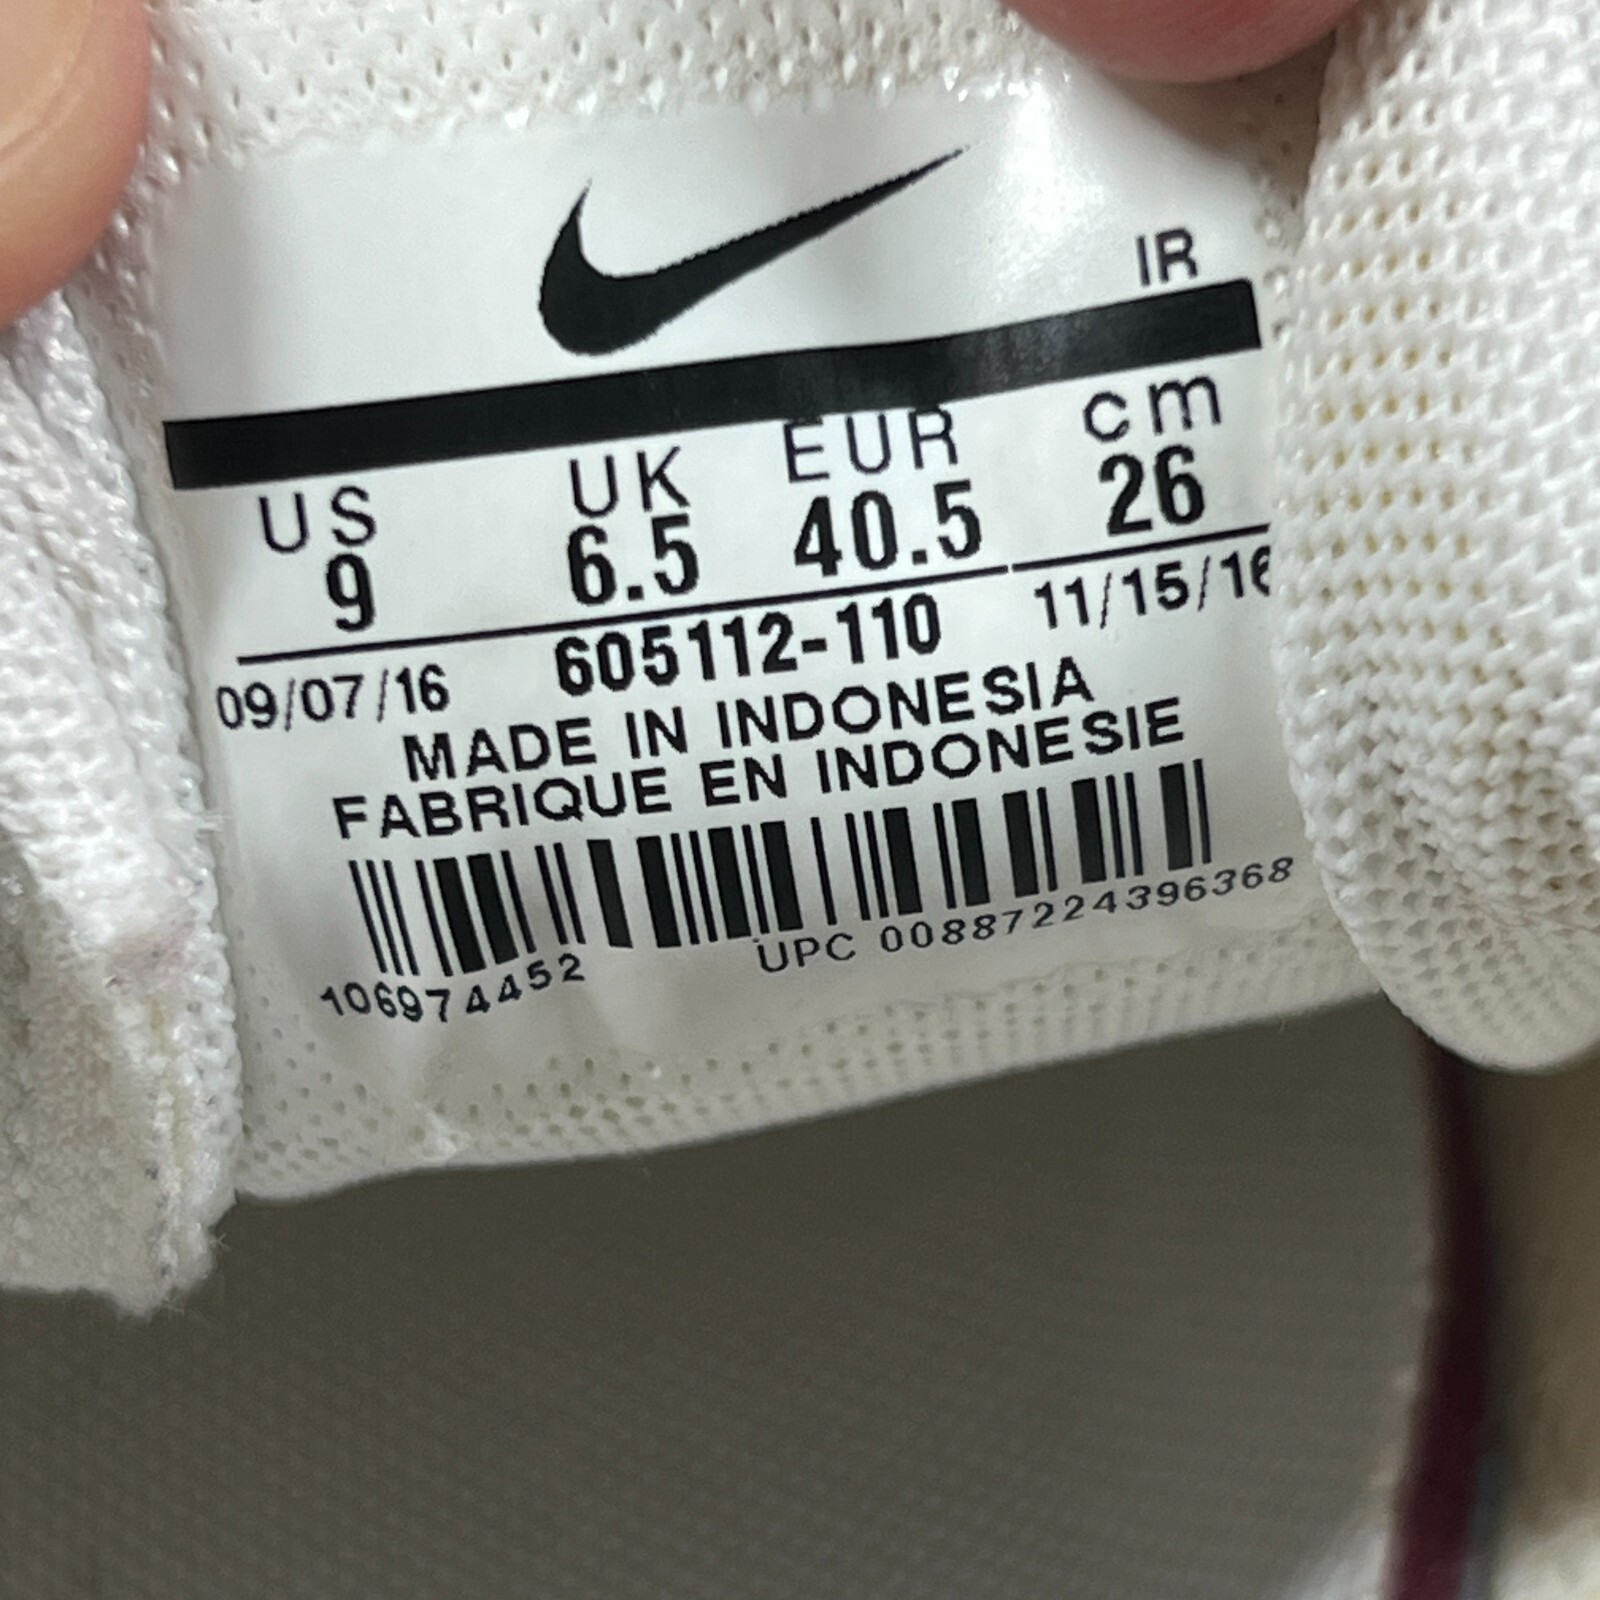 IR
US UK EUR cm
9 6.5 40.5 26
09/07/16 605112-110 11/15/16
MADE IN INDONESIA
FABRIQUE EN INDONESIE
106974452 UPC 00887224396368